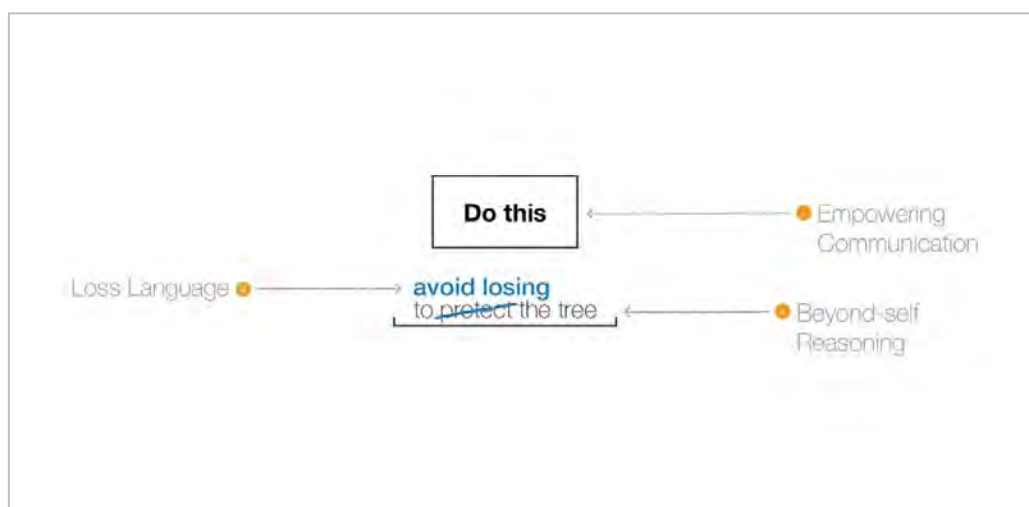 Do this
Empowering
Communication
Loss Language
avoid losing
to protect the tree
Beyond-self
Reasoning